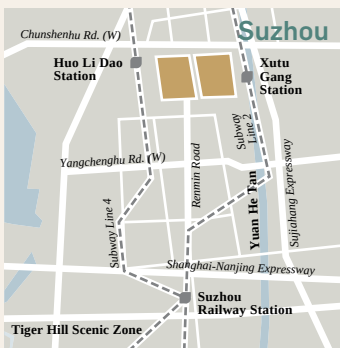 Suzhou
Chunshenhu Rd. (W)
Huo Li Dao
Station
Xutu
Gang
Station
Subway
Line 2
Yangchenghu Rd. (W)
Renmin Road
Yuan He Tan
Sujiahang Expressway
Subway Line 4
Shanghai-Nanjing Expressway
Suzhou
Railway Station
Tiger Hill Scenic Zone